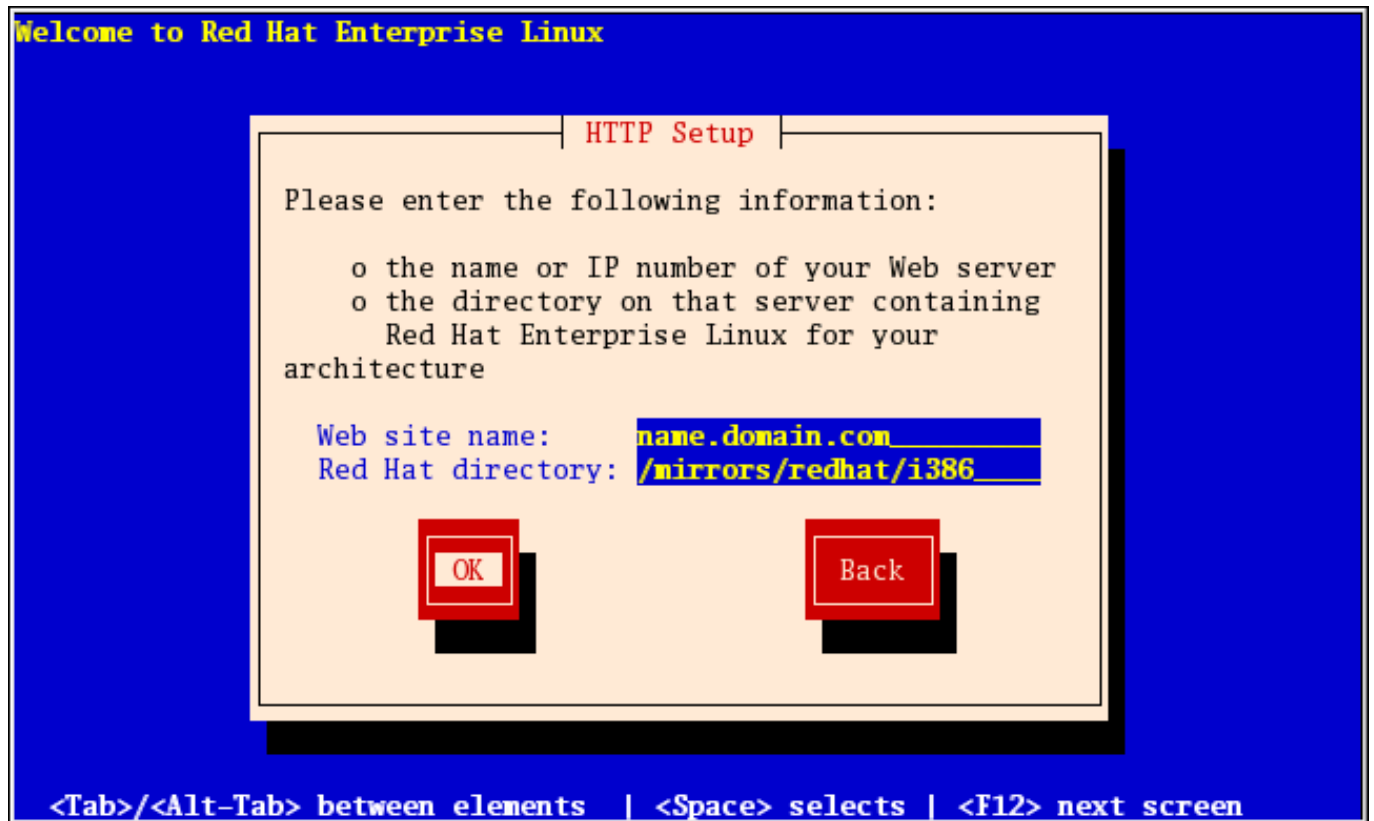 Welcome to Red Hat Enterprise Linux
HTTP Setup
Please enter the following information:
o the name or IP number of your Web server
o the directory on that server containing
Red Hat Enterprise Linux for your
architecture
Web site name: name.domain.com_________
Red Hat directory: /mirrors/redhat/i386____
OK Back
<Tab>/<Alt-Tab> between elements | <Space> selects | <F12> next screen